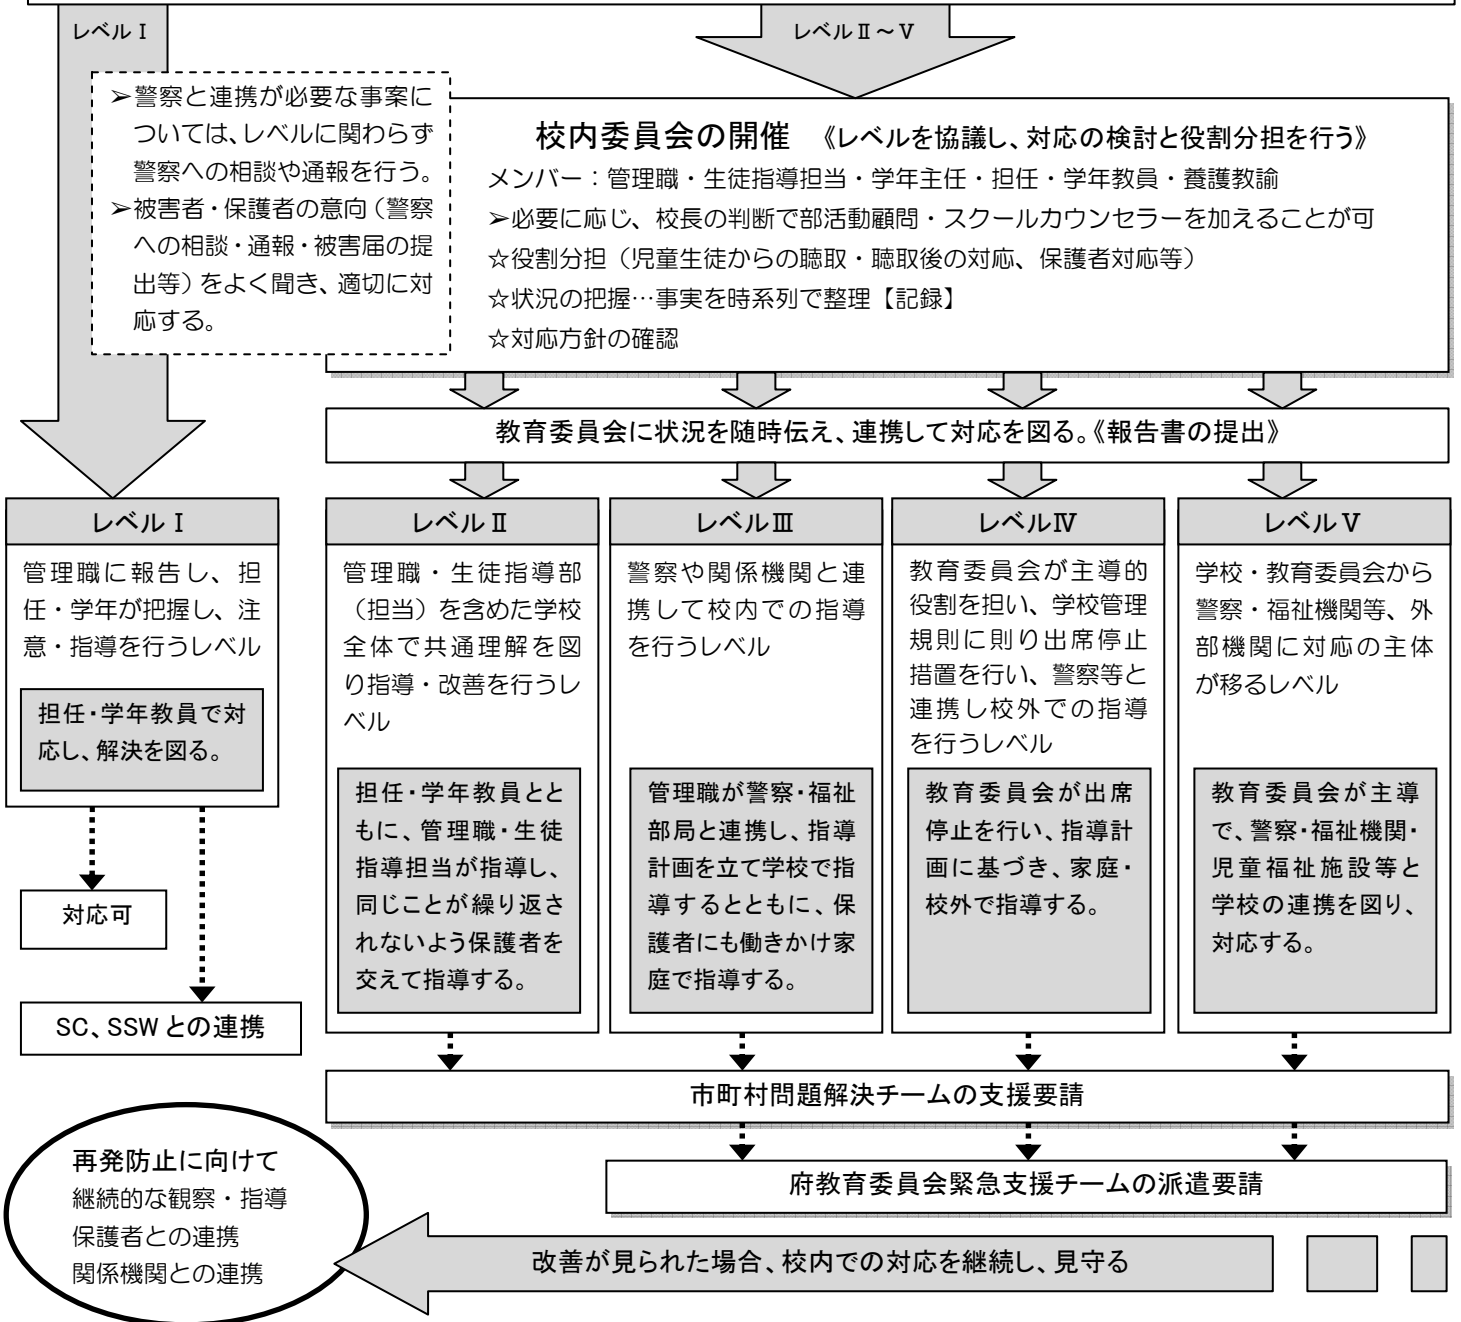 レベルⅠ
レベルⅡ～Ⅴ
➢警察と連携が必要な事案に
ついては、レベルに関わらず
警察への相談や通報を行う。
➢被害者・保護者の意向（警察
への相談・通報・被害届の提
出等）をよく聞き、適切に対
応する。
校内委員会の開催　《レベルを協議し、対応の検討と役割分担を行う》
メンバー：管理職・生徒指導担当・学年主任・担任・学年教員・養護教諭
➢必要に応じ、校長の判断で部活動顧問・スクールカウンセラーを加えることが可
☆役割分担（児童生徒からの聴取・聴取後の対応、保護者対応等）
☆状況の把握…事実を時系列で整理【記録】
☆対応方針の確認
教育委員会に状況を随時伝え、連携して対応を図る。《報告書の提出》
レベルⅠ
管理職に報告し、担
任・学年が把握し、注
意・指導を行うレベル
担任・学年教員で対
応し、解決を図る。
対応可
SC、SSWとの連携
レベルⅡ
管理職・生徒指導部
（担当）を含めた学校
全体で共通理解を図
り指導・改善を行うレ
ベル
担任・学年教員とと
もに、管理職・生徒
指導担当が指導し、
同じことが繰り返さ
れないよう保護者を
交えて指導する。
レベルⅢ
警察や関係機関と連
携して校内での指導
を行うレベル
管理職が警察・福祉
部局と連携し、指導
計画を立て学校で指
導するとともに、保
護者にも働きかけ家
庭で指導する。
レベルⅣ
教育委員会が主導的
役割を担い、学校管理
規則に則り出席停止
措置を行い、警察等と
連携し校外での指導
を行うレベル
教育委員会が出席
停止を行い、指導計
画に基づき、家庭・
校外で指導する。
レベルⅤ
学校・教育委員会から
警察・福祉機関等、外
部機関に対応の主体
が移るレベル
教育委員会が主導
で、警察・福祉機関・
児童福祉施設等と
学校の連携を図り、
対応する。
市町村問題解決チームの支援要請
府教育委員会緊急支援チームの派遣要請
再発防止に向けて
継続的な観察・指導
保護者との連携
関係機関との連携
改善が見られた場合、校内での対応を継続し、見守る